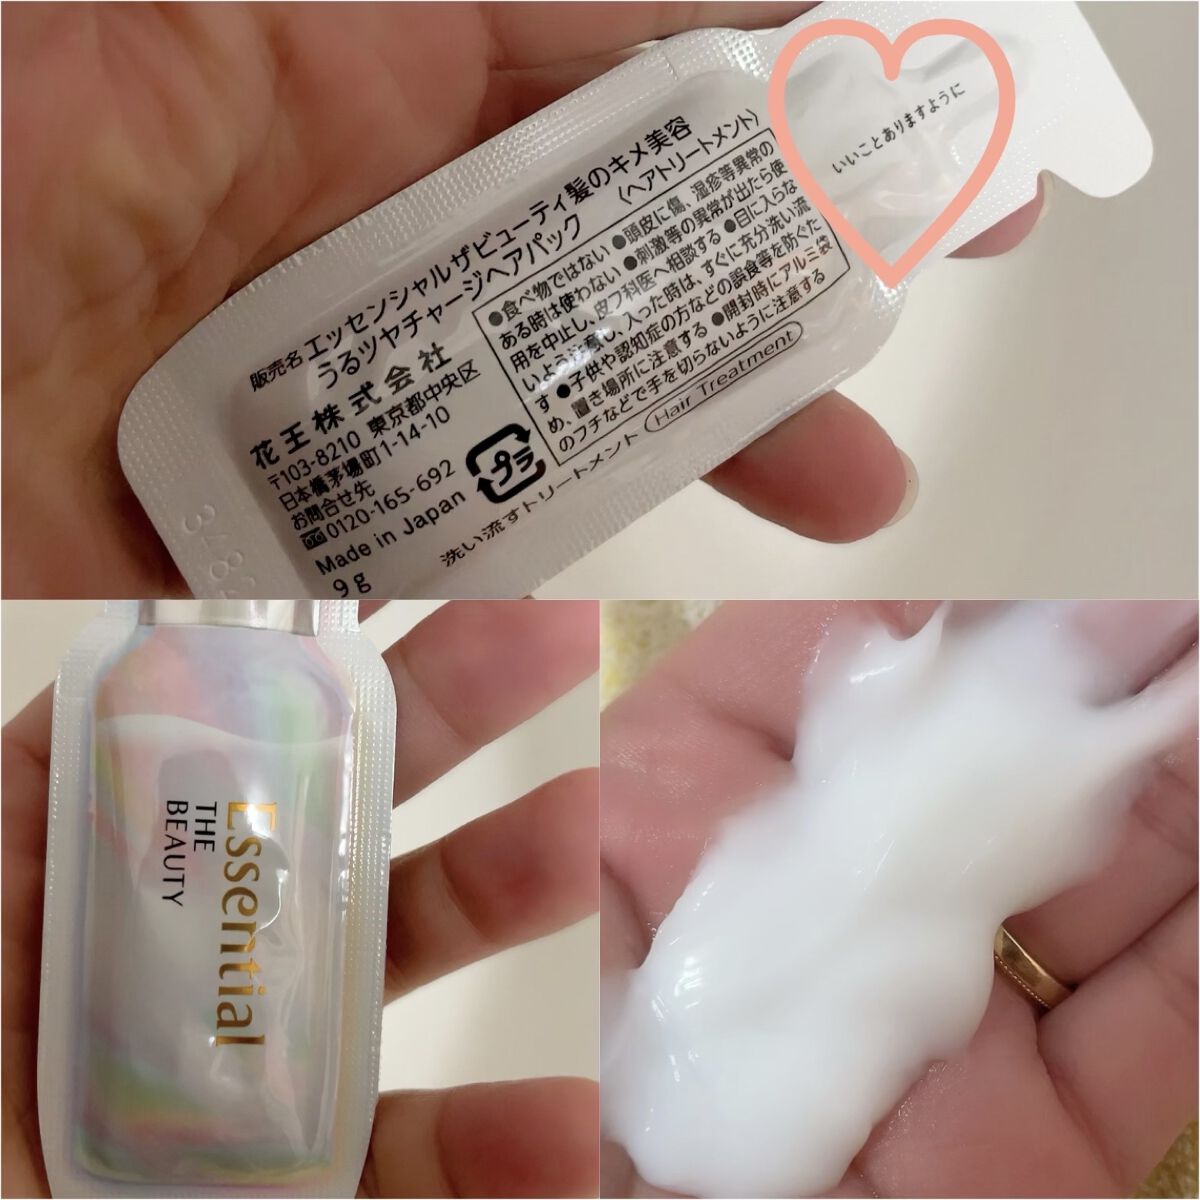 いいことありますように
販売名 エッセンシャル ザビューティ 髪のキメ美容
うるツヤチャージヘアパック 〈ヘアトリートメント〉
花王株式会社
〒103-8210 東京都中央区
日本橋茅場町1-14-10
お問合せ先
0120-165-692
Made in Japan
9g
●食べ物ではない ●頭皮に傷、湿疹等異常の
ある時は使わない ●刺激等の異常が出たら使
用を中止し、皮フ科医へ相談する ●目に入らな
いよう注意し、入った時は、すぐに充分洗い流
す ●子供や認知症の方などの誤食等を防ぐた
め、置き場所に注意する ●開封時にアルミ袋
のフチなどで手を切らないように注意する
プラ
洗い流すトリートメント Hair Treatment
Essential
THE
BEAUTY